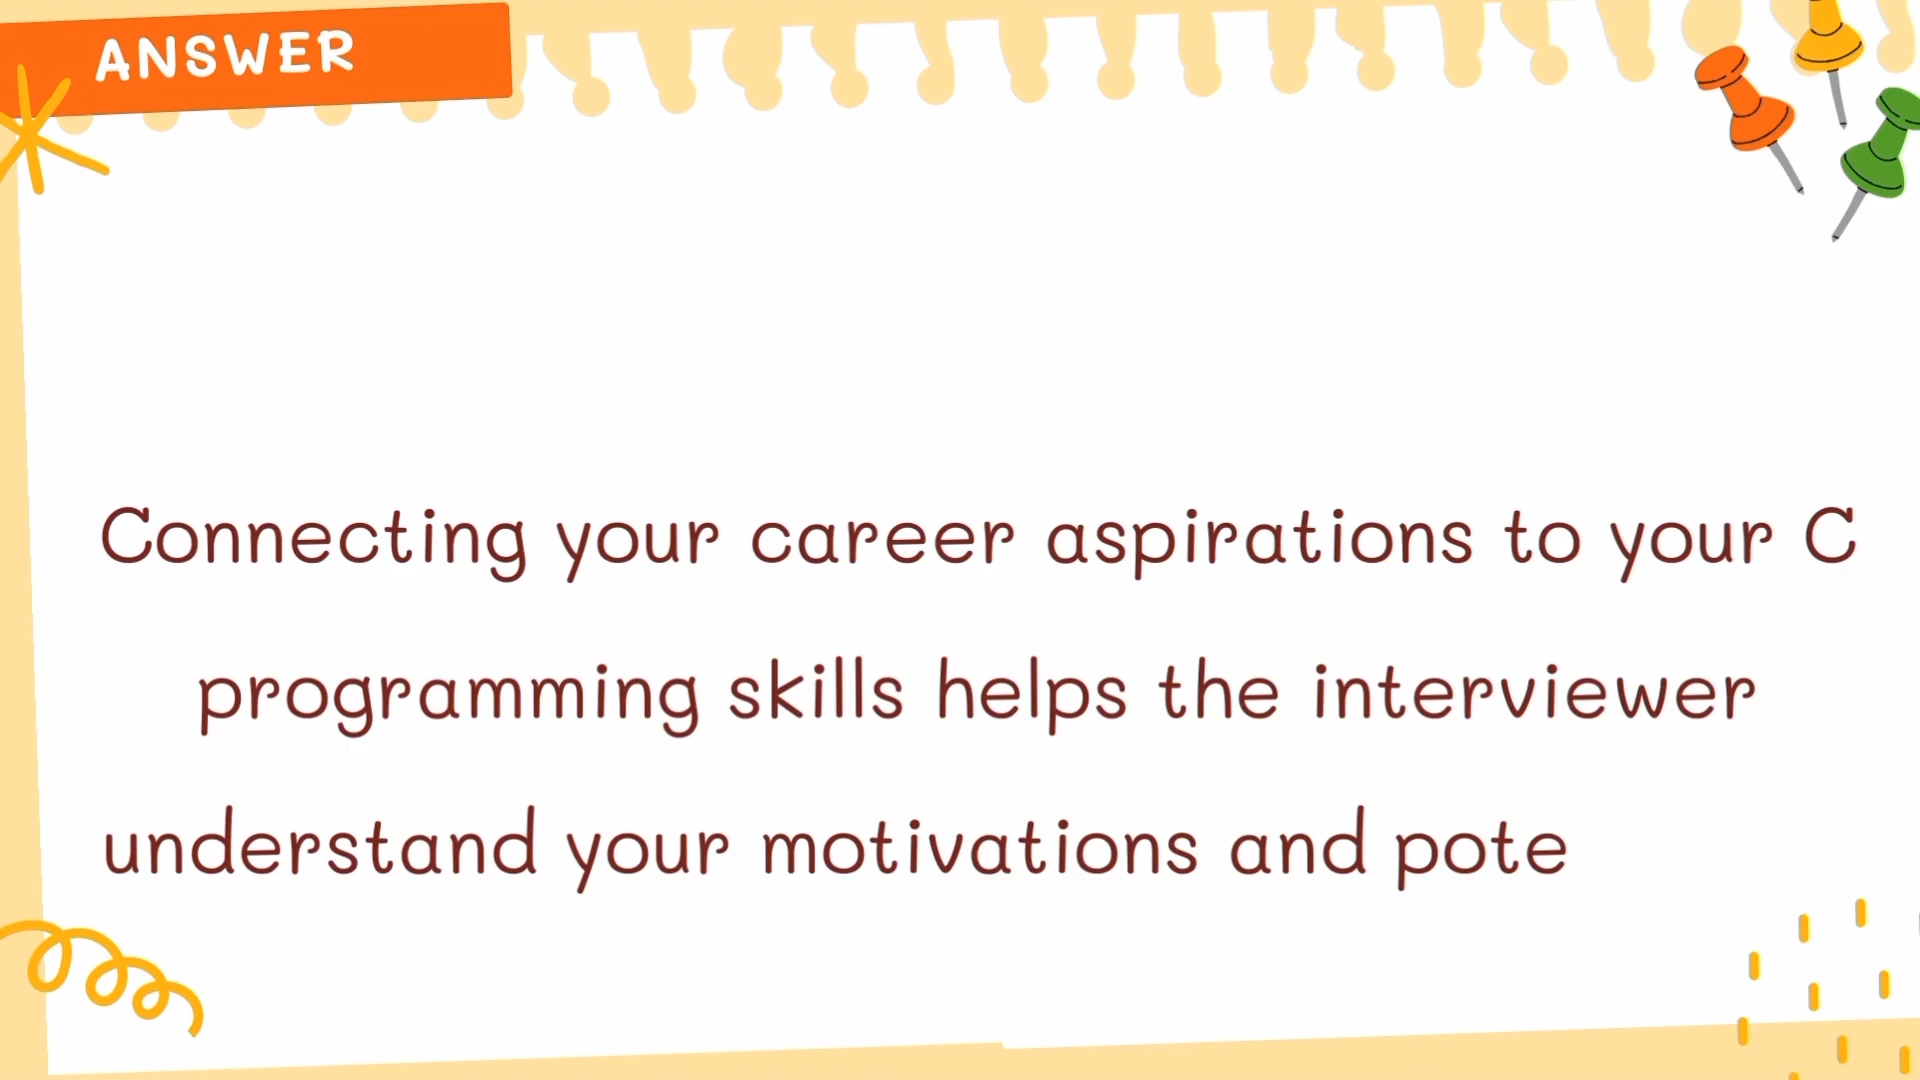 ANSWER
Connecting your career aspirations to your C
programming skills helps the interviewer
understand your motivations and pote